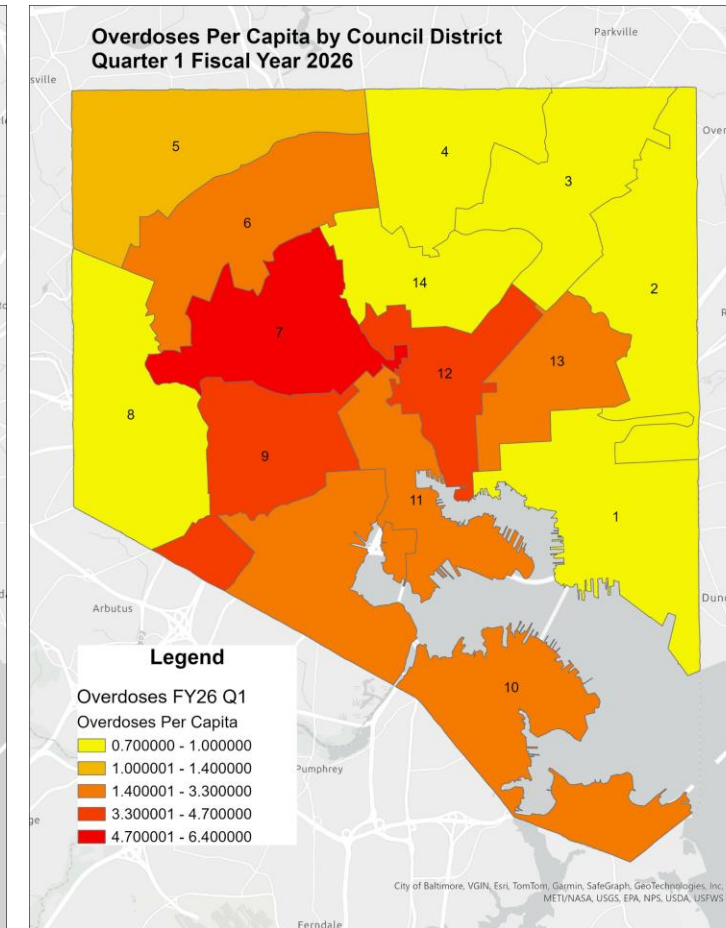 Overdoses Per Capita by Council District
Quarter 1 Fiscal Year 2026
Parkville
5
4
3
6
2
14
7
12
13
8
9
11
1
Arbutus
10
Legend
Overdoses FY26 Q1
Overdoses Per Capita
0.700000 - 1.000000
1.000001 - 1.400000
1.400001 - 3.300000
3.300001 - 4.700000
4.700001 - 6.400000
Pumphrey
City of Baltimore, VGIN, Esri, TomTom, Garmin, SafeGraph, GeoTechnologies, Inc,
METI/NASA, USGS, EPA, NPS, USDA, USFWS
Ferndale